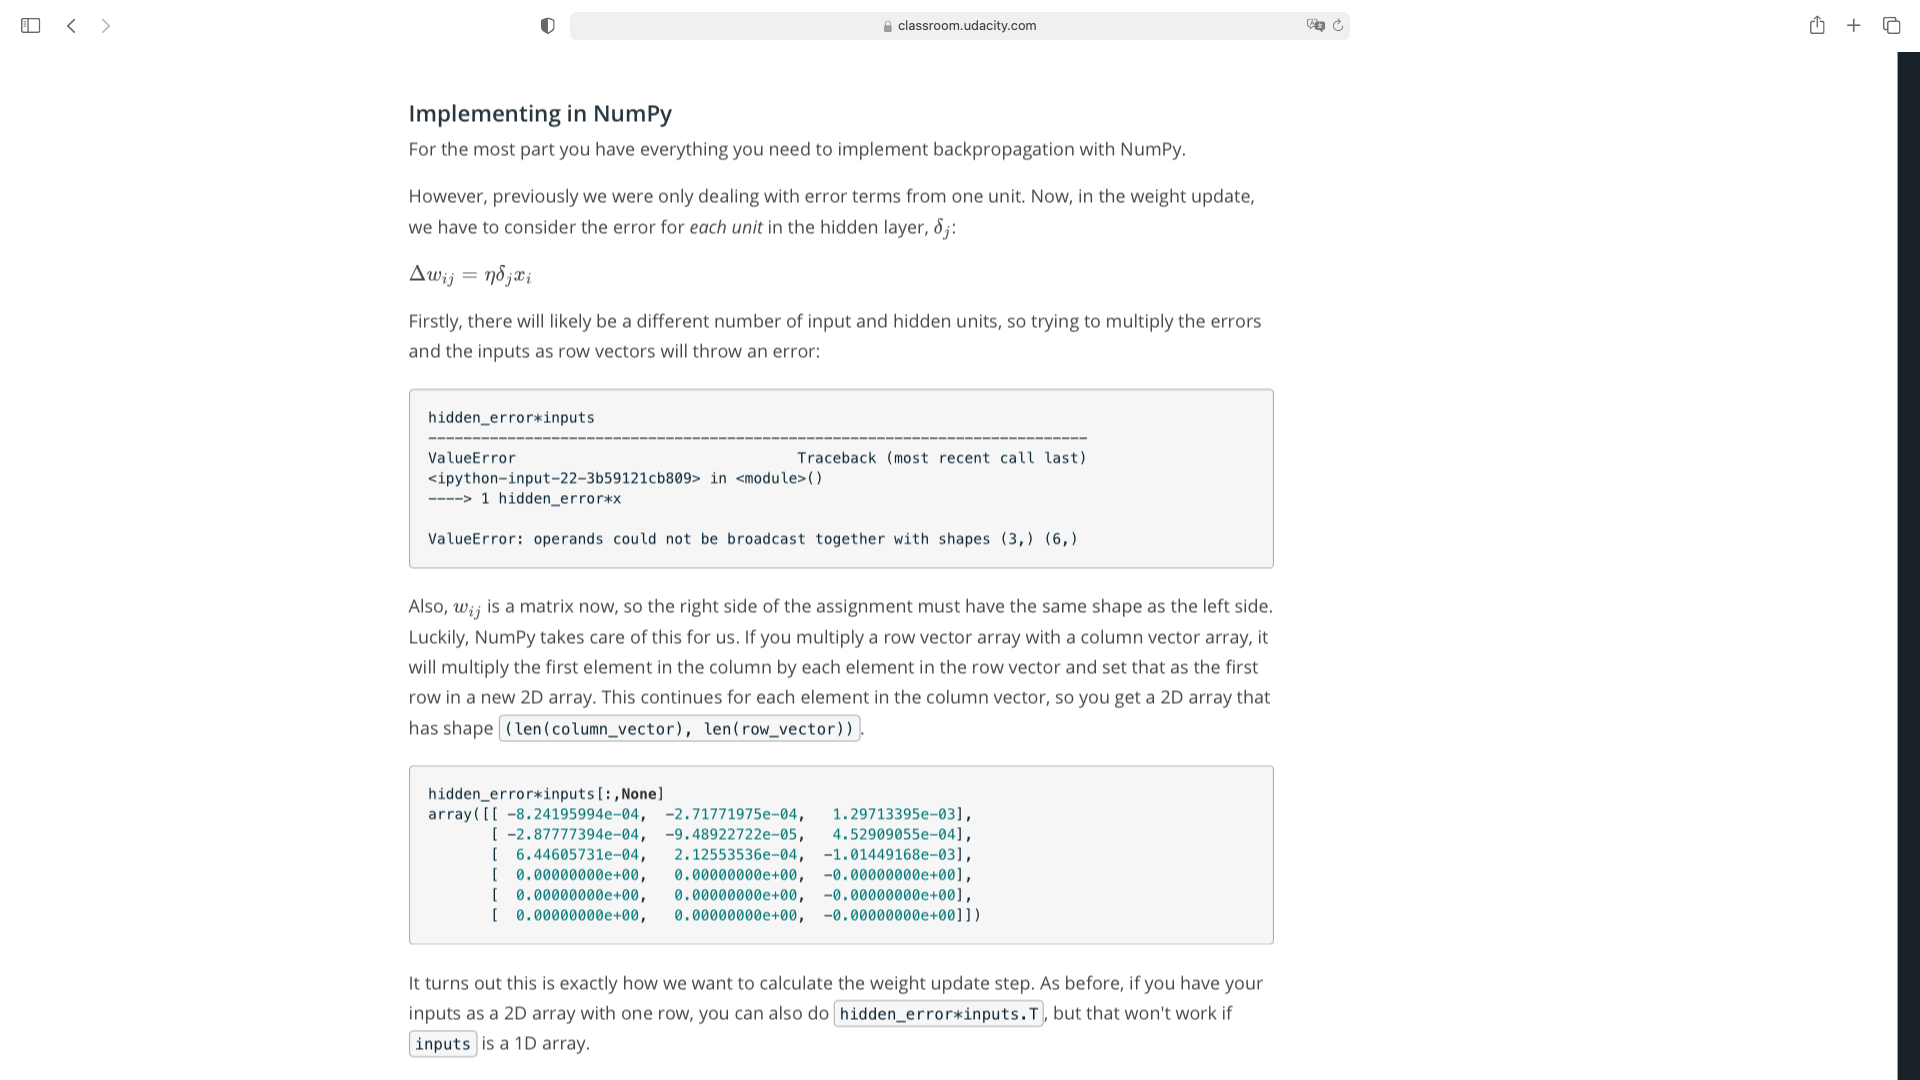 classroom.udacity.com
Implementing in NumPy
For the most part you have everything you need to implement backpropagation with NumPy.
However, previously we were only dealing with error terms from one unit. Now, in the weight update,
we have to consider the error for each unit in the hidden layer, δj:
Δwij = ηδjxi
Firstly, there will likely be a different number of input and hidden units, so trying to multiply the errors
and the inputs as row vectors will throw an error:
hidden_error*inputs
---------------------------------------------------------------------------
ValueError                                Traceback (most recent call last)
<ipython-input-22-3b59121cb809> in <module>()
----> 1 hidden_error*x
ValueError: operands could not be broadcast together with shapes (3,) (6,)
Also, wij is a matrix now, so the right side of the assignment must have the same shape as the left side.
Luckily, NumPy takes care of this for us. If you multiply a row vector array with a column vector array, it
will multiply the first element in the column by each element in the row vector and set that as the first
row in a new 2D array. This continues for each element in the column vector, so you get a 2D array that
has shape (len(column_vector), len(row_vector)).
hidden_error*inputs[:,None]
array([[ -8.24195994e-04,  -2.71771975e-04,   1.29713395e-03],
       [ -2.87777394e-04,  -9.48922722e-05,   4.52909055e-04],
       [  6.44605731e-04,   2.12553536e-04,  -1.01449168e-03],
       [  0.00000000e+00,   0.00000000e+00,  -0.00000000e+00],
       [  0.00000000e+00,   0.00000000e+00,  -0.00000000e+00],
       [  0.00000000e+00,   0.00000000e+00,  -0.00000000e+00]])
It turns out this is exactly how we want to calculate the weight update step. As before, if you have your
inputs as a 2D array with one row, you can also do hidden_error*inputs.T, but that won't work if
inputs is a 1D array.